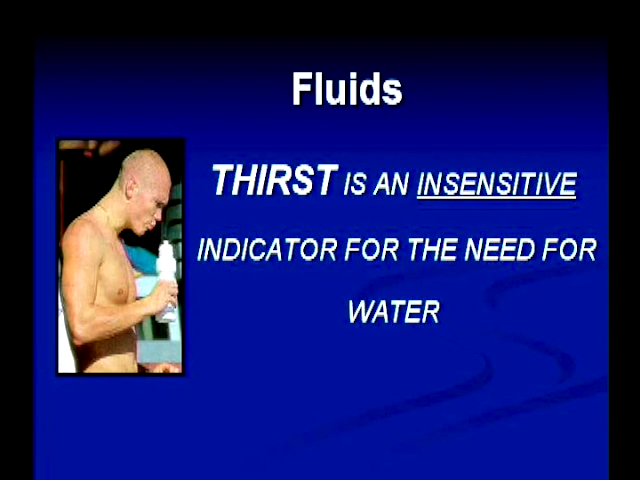 Fluids
THIRST IS AN INSENSITIVE
INDICATOR FOR THE NEED FOR
WATER